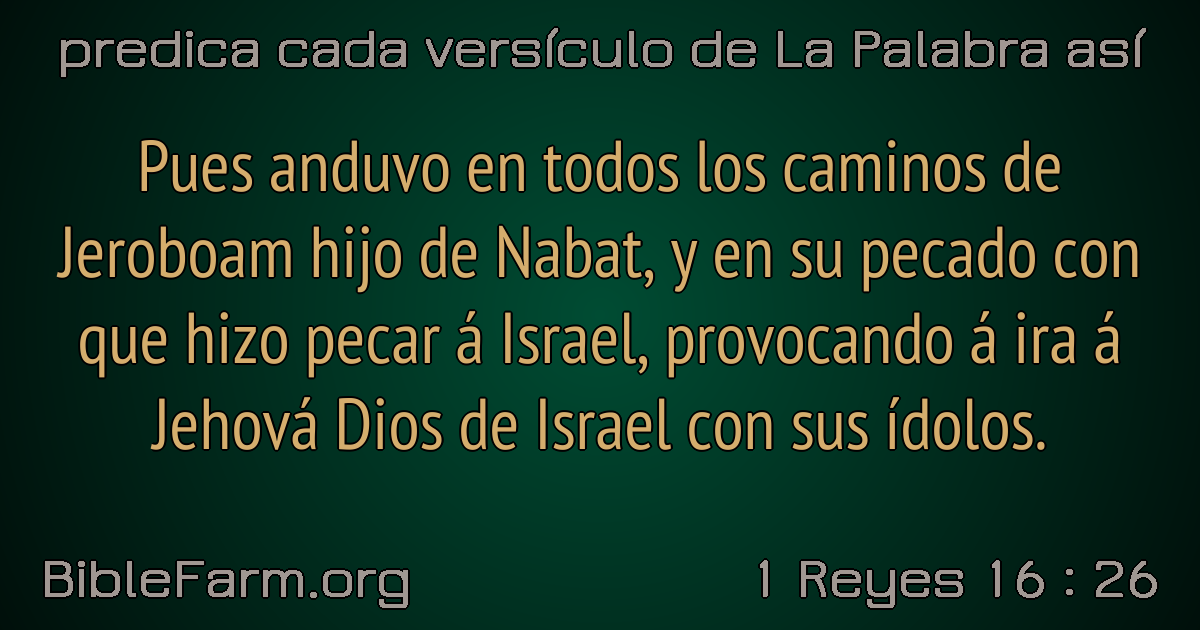 predica cada versículo de La Palabra así
Pues anduvo en todos los caminos de
Jeroboam hijo de Nabat, y en su pecado con
que hizo pecar á Israel, provocando á ira á
Jehová Dios de Israel con sus ídolos.
BibleFarm.org
1 Reyes 16 : 26